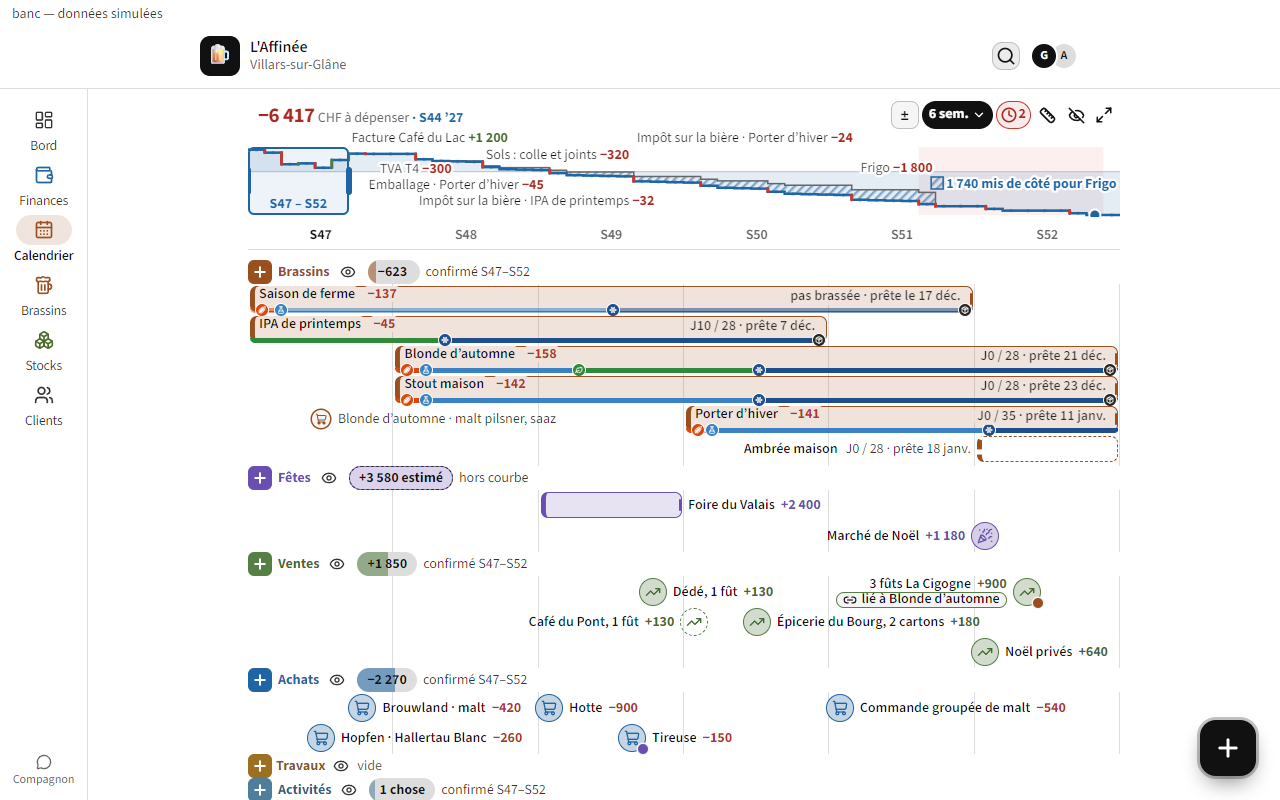 banc — données simulées
L'Affinée
Villars-sur-Glâne
G A
Bord
Finances
Calendrier
Brassins
Stocks
Clients
Compagnon
−6 417 CHF à dépenser · S44 ’27
± 6 sem. 2
Facture Café du Lac +1 200
Impôt sur la bière · Porter d’hiver −24
Sols : colle et joints −320
TVA T4 −300
Frigo −1 800
Emballage · Porter d’hiver −45
1 740 mis de côté pour Frigo
Impôt sur la bière · IPA de printemps −32
S47 – S52
S47 S48 S49 S50 S51 S52
Brassins −623 confirmé S47–S52
Saison de ferme −137 pas brassée · prête le 17 déc.
IPA de printemps −45 J10 / 28 · prête 7 déc.
Blonde d’automne −158 J0 / 28 · prête 21 déc.
Stout maison −142 J0 / 28 · prête 23 déc.
Blonde d’automne · malt pilsner, saaz
Porter d’hiver −141 J0 / 35 · prête 11 janv.
Ambrée maison J0 / 28 · prête 18 janv.
Fêtes +3 580 estimé hors courbe
Foire du Valais +2 400
Marché de Noël +1 180
Ventes +1 850 confirmé S47–S52
Dédé, 1 fût +130
3 fûts La Cigogne +900
lié à Blonde d’automne
Café du Pont, 1 fût +130
Épicerie du Bourg, 2 cartons +180
Noël privés +640
Achats −2 270 confirmé S47–S52
Brouwland · malt −420
Hotte −900
Commande groupée de malt −540
Hopfen · Hallertau Blanc −260
Tireuse −150
Travaux vide
Activités 1 chose confirmé S47–S52